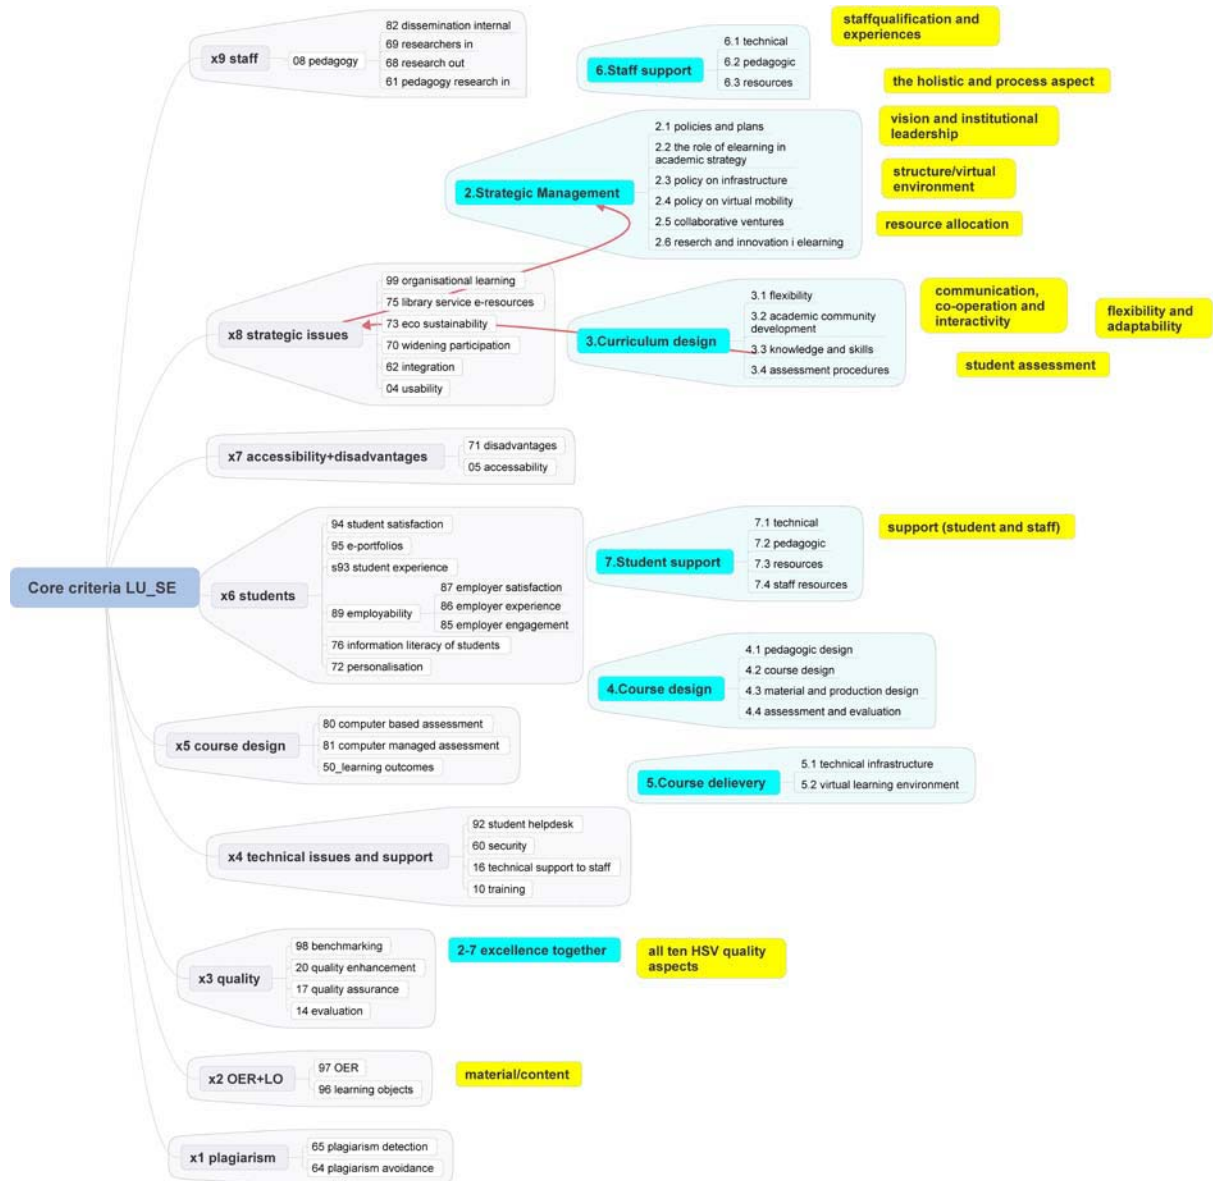 82 dissemination internal
69 researchers in
x9 staff
08 pedagogy
68 research out
61 pedagogy research in
6.Staff support
6.1 technical
6.2 pedagogic
6.3 resources
staffqualification and
experiences
the holistic and process aspect
2.Strategic Management
2.1 policies and plans
2.2 the role of elearning in
academic strategy
2.3 policy on infrastructure
2.4 policy on virtual mobility
2.5 collaborative ventures
2.6 reserch and innovation i elearning
vision and institutional
leadership
structure/virtual
environment
resource allocation
x8 strategic issues
99 organisational learning
75 library service e-resources
73 eco sustainability
70 widening participation
62 integration
04 usability
3.Curriculum design
3.1 flexibility
3.2 academic community
development
3.3 knowledge and skills
3.4 assessment procedures
communication,
co-operation and
interactivity
flexibility and
adaptability
student assessment
x7 accessibility+disadvantages
71 disadvantages
05 accessability
Core criteria LU_SE
x6 students
94 student satisfaction
95 e-portfolios
s93 student experience
89 employability
87 employer satisfaction
86 employer experience
85 employer engagement
76 information literacy of students
72 personalisation
7.Student support
7.1 technical
7.2 pedagogic
7.3 resources
7.4 staff resources
support (student and staff)
4.Course design
4.1 pedagogic design
4.2 course design
4.3 material and production design
4.4 assessment and evaluation
x5 course design
80 computer based assessment
81 computer managed assessment
50_learning outcomes
5.Course delievery
5.1 technical infrastructure
5.2 virtual learning environment
x4 technical issues and support
92 student helpdesk
60 security
16 technical support to staff
10 training
x3 quality
98 benchmarking
20 quality enhancement
17 quality assurance
14 evaluation
2-7 excellence together
all ten HSV quality
aspects
x2 OER+LO
97 OER
96 learning objects
material/content
x1 plagiarism
65 plagiarism detection
64 plagiarism avoidance